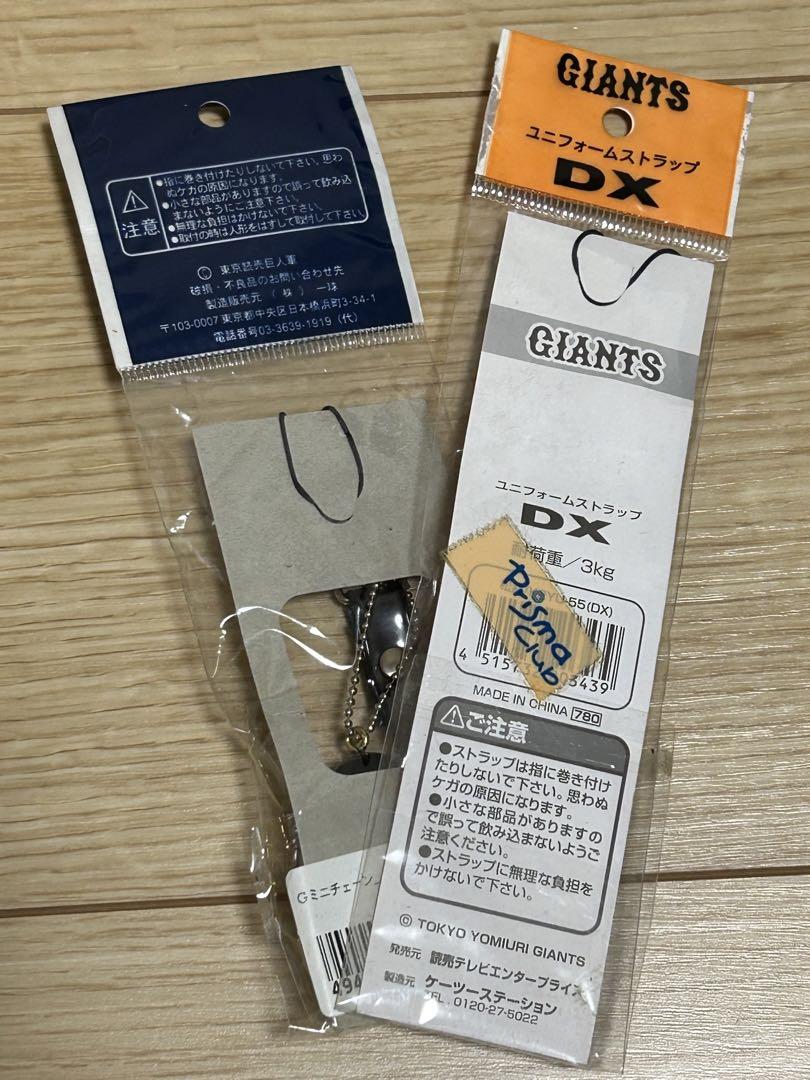 注意
●指に巻き付けたりしないで下さい。思わ
ぬケガの原因になります。
●小さな部品がありますので誤って飲み込
まないようにご注意下さい。
●無理な負担はかけないで下さい。
●取付の時は人形をはずして取付して下さい。
© 東京読売巨人軍
破損・不良品のお問い合わせ先
製造販売元 (株) 一球
〒103-0007 東京都中央区日本橋浜町3-34-1
電話番号03-3639-1919（代）
Gミニチェーン
494
GIANTS
ユニフォームストラップ
DX
GIANTS
ユニフォームストラップ
DX
耐荷重／3kg
YU-55(DX)
4 515 3439
Prisma
Club
MADE IN CHINA 780
ご注意
●ストラップは指に巻き付け
たりしないで下さい。思わぬ
ケガの原因になります。
●小さな部品がありますの
で誤って飲み込まないようご
注意ください。
●ストラップに無理な負担を
かけないで下さい。
© TOKYO YOMIURI GIANTS
発売元 読売テレビエンタープライズ
製造元 ケーツーステーション
TEL. 0120-27-5022